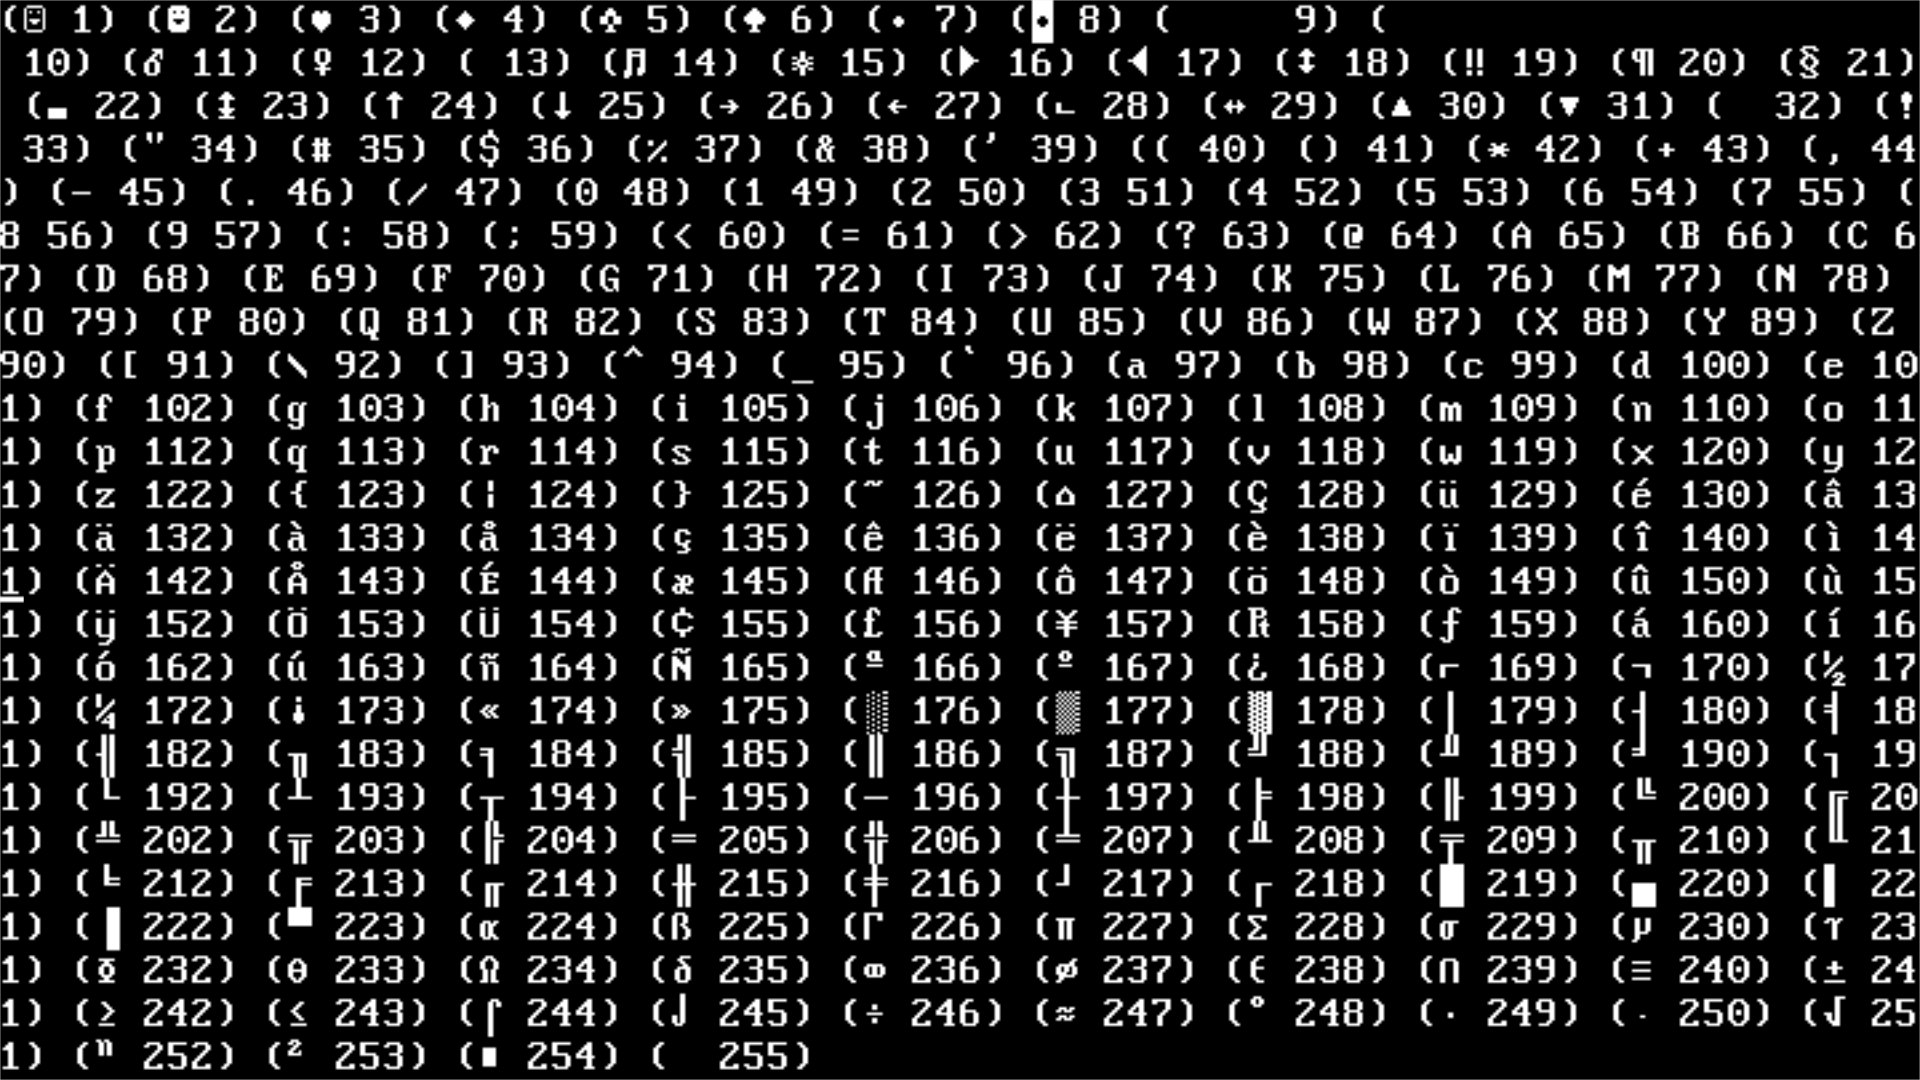 (☺ 1) (☻ 2) (♥ 3) (♦ 4) (♣ 5) (♠ 6) (• 7) (◘ 8) (      9) (
 10) (♂ 11) (♀ 12) ( 13) (♫ 14) (☼ 15) (► 16) (◄ 17) (↕ 18) (‼ 19) (¶ 20) (§ 21)
 (▬ 22) (↨ 23) (↑ 24) (↓ 25) (→ 26) (← 27) (∟ 28) (↔ 29) (▲ 30) (▼ 31) (  32) (!
 33) (" 34) (# 35) ($ 36) (% 37) (& 38) (' 39) (( 40) () 41) (* 42) (+ 43) (, 44
) (- 45) (. 46) (/ 47) (0 48) (1 49) (2 50) (3 51) (4 52) (5 53) (6 54) (7 55) (
8 56) (9 57) (: 58) (; 59) (< 60) (= 61) (> 62) (? 63) (@ 64) (A 65) (B 66) (C 6
7) (D 68) (E 69) (F 70) (G 71) (H 72) (I 73) (J 74) (K 75) (L 76) (M 77) (N 78)
(O 79) (P 80) (Q 81) (R 82) (S 83) (T 84) (U 85) (V 86) (W 87) (X 88) (Y 89) (Z
90) ([ 91) (\ 92) (] 93) (^ 94) (_ 95) (` 96) (a 97) (b 98) (c 99) (d 100) (e 10
1) (f 102) (g 103) (h 104) (i 105) (j 106) (k 107) (l 108) (m 109) (n 110) (o 11
1) (p 112) (q 113) (r 114) (s 115) (t 116) (u 117) (v 118) (w 119) (x 120) (y 12
1) (z 122) ({ 123) (¦ 124) (} 125) (~ 126) (⌂ 127) (Ç 128) (ü 129) (é 130) (â 13
1) (ä 132) (à 133) (å 134) (ç 135) (ê 136) (ë 137) (è 138) (ï 139) (î 140) (ì 14
1) (Ä 142) (Å 143) (É 144) (æ 145) (Æ 146) (ô 147) (ö 148) (ò 149) (û 150) (ù 15
1) (ÿ 152) (Ö 153) (Ü 154) (¢ 155) (£ 156) (¥ 157) (₧ 158) (ƒ 159) (á 160) (í 16
1) (ó 162) (ú 163) (ñ 164) (Ñ 165) (ª 166) (º 167) (¿ 168) (⌐ 169) (¬ 170) (½ 17
1) (¼ 172) (¡ 173) (« 174) (» 175) (░ 176) (▒ 177) (▓ 178) (│ 179) (┤ 180) (╡ 18
1) (╢ 182) (╖ 183) (╕ 184) (╣ 185) (║ 186) (╗ 187) (╝ 188) (╜ 189) (╛ 190) (┐ 19
1) (└ 192) (┴ 193) (┬ 194) (├ 195) (─ 196) (┼ 197) (╞ 198) (╟ 199) (╚ 200) (╔ 20
1) (╩ 202) (╦ 203) (╠ 204) (═ 205) (╬ 206) (╧ 207) (╨ 208) (╤ 209) (╥ 210) (╙ 21
1) (╘ 212) (╒ 213) (╓ 214) (╫ 215) (╪ 216) (┘ 217) (┌ 218) (█ 219) (▄ 220) (▌ 22
1) (▐ 222) (▀ 223) (α 224) (ß 225) (Γ 226) (π 227) (Σ 228) (σ 229) (µ 230) (τ 23
1) (Φ 232) (Θ 233) (Ω 234) (δ 235) (∞ 236) (φ 237) (ε 238) (∩ 239) (≡ 240) (± 24
1) (≥ 242) (≤ 243) (⌠ 244) (⌡ 245) (÷ 246) (≈ 247) (° 248) (∙ 249) (· 250) (√ 25
1) (ⁿ 252) (² 253) (■ 254) (  255)